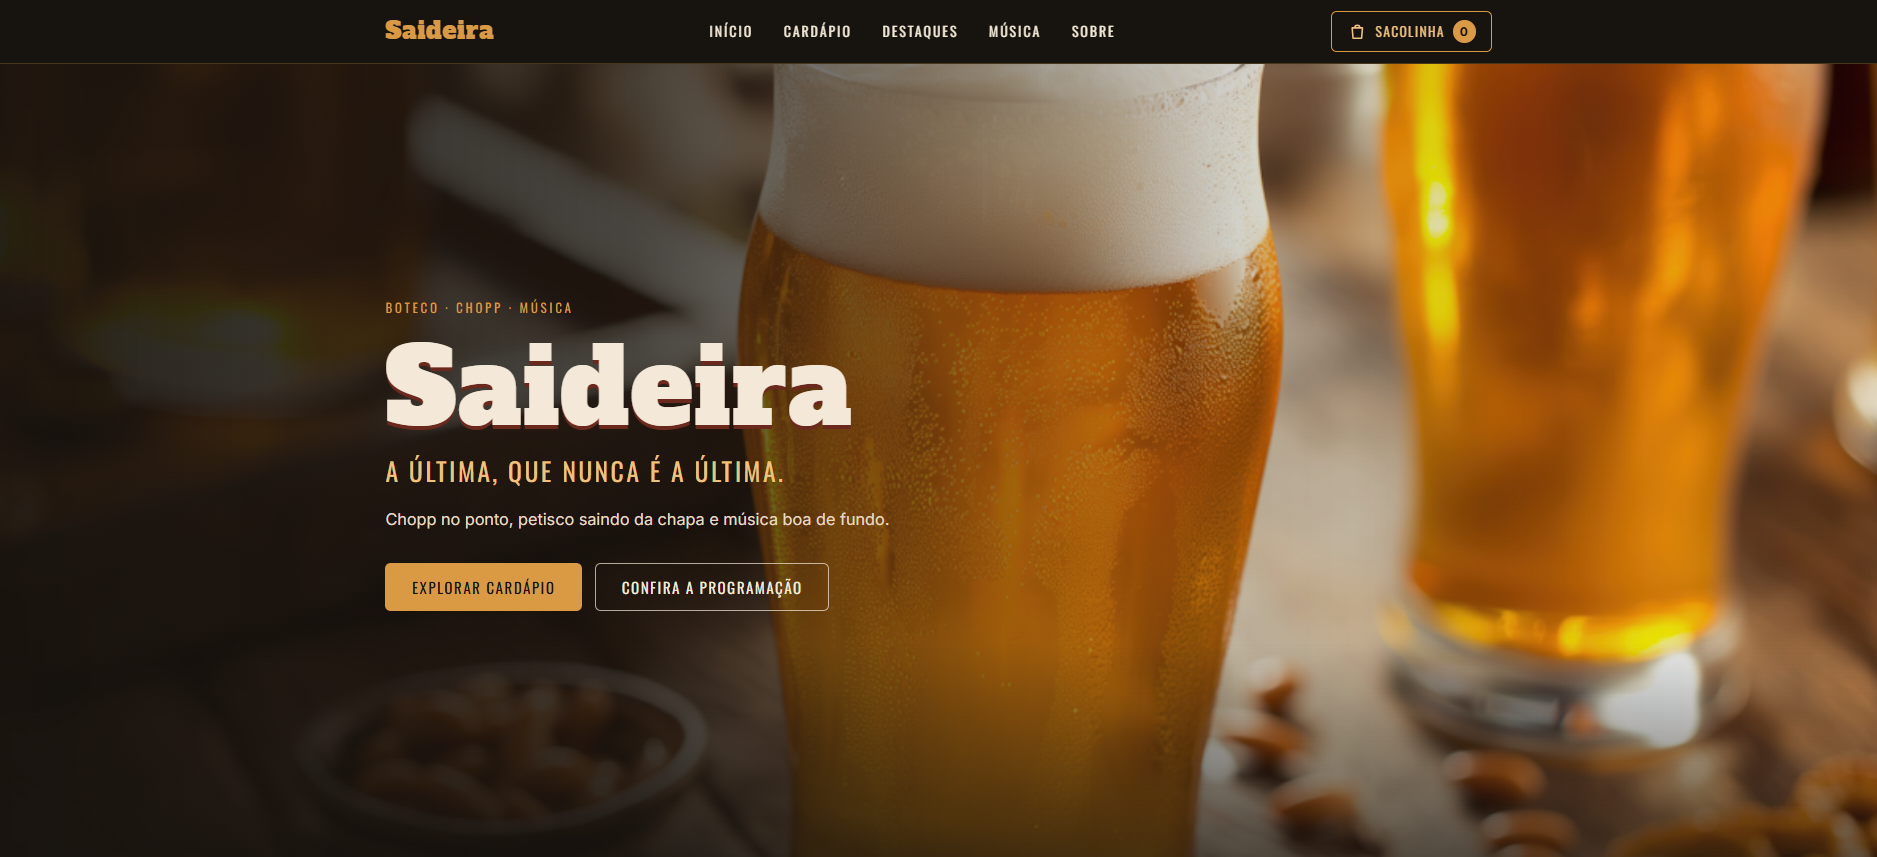 Saideira
INÍCIO CARDÁPIO DESTAQUES MÚSICA SOBRE
SACOLINHA 0
BOTECO · CHOPP · MÚSICA
Saideira
A ÚLTIMA, QUE NUNCA É A ÚLTIMA.
Chopp no ponto, petisco saindo da chapa e música boa de fundo.
EXPLORAR CARDÁPIO
CONFIRA A PROGRAMAÇÃO